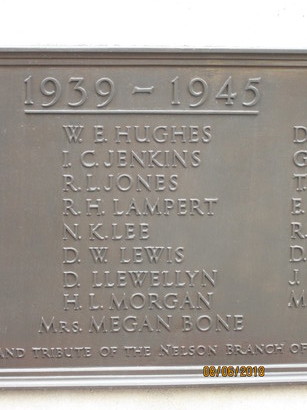 1939 - 1945
W. E. HUGHES
J. C. JENKINS
R. L. JONES
R. H. LAMPERT
N. K. LEE
D. W. LEWIS
D. LLEWELLYN
H. L. MORGAN
MRS. MEGAN BONE
AND TRIBUTE OF THE NELSON BRANCH OF
D
G
T
E
R
D.
J.
M
08/08/2018